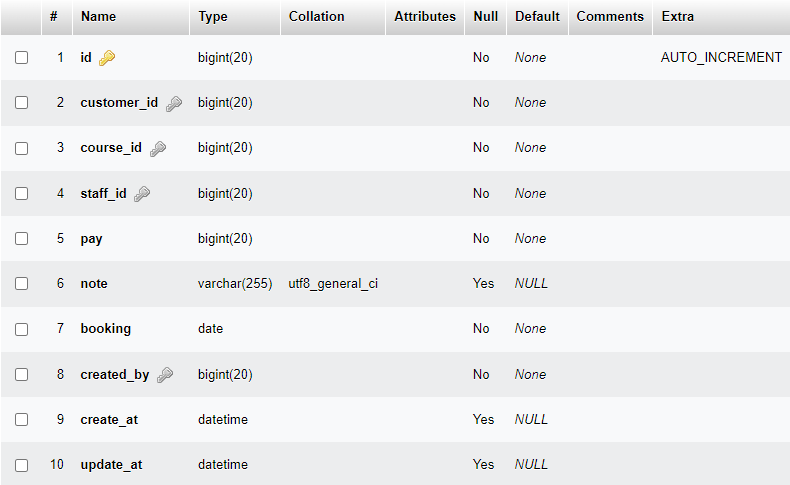 # Name Type Collation Attributes Null Default Comments Extra
1 id bigint(20) No None AUTO_INCREMENT
2 customer_id bigint(20) No None
3 course_id bigint(20) No None
4 staff_id bigint(20) No None
5 pay bigint(20) No None
6 note varchar(255) utf8_general_ci Yes NULL
7 booking date No None
8 created_by bigint(20) No None
9 create_at datetime Yes NULL
10 update_at datetime Yes NULL